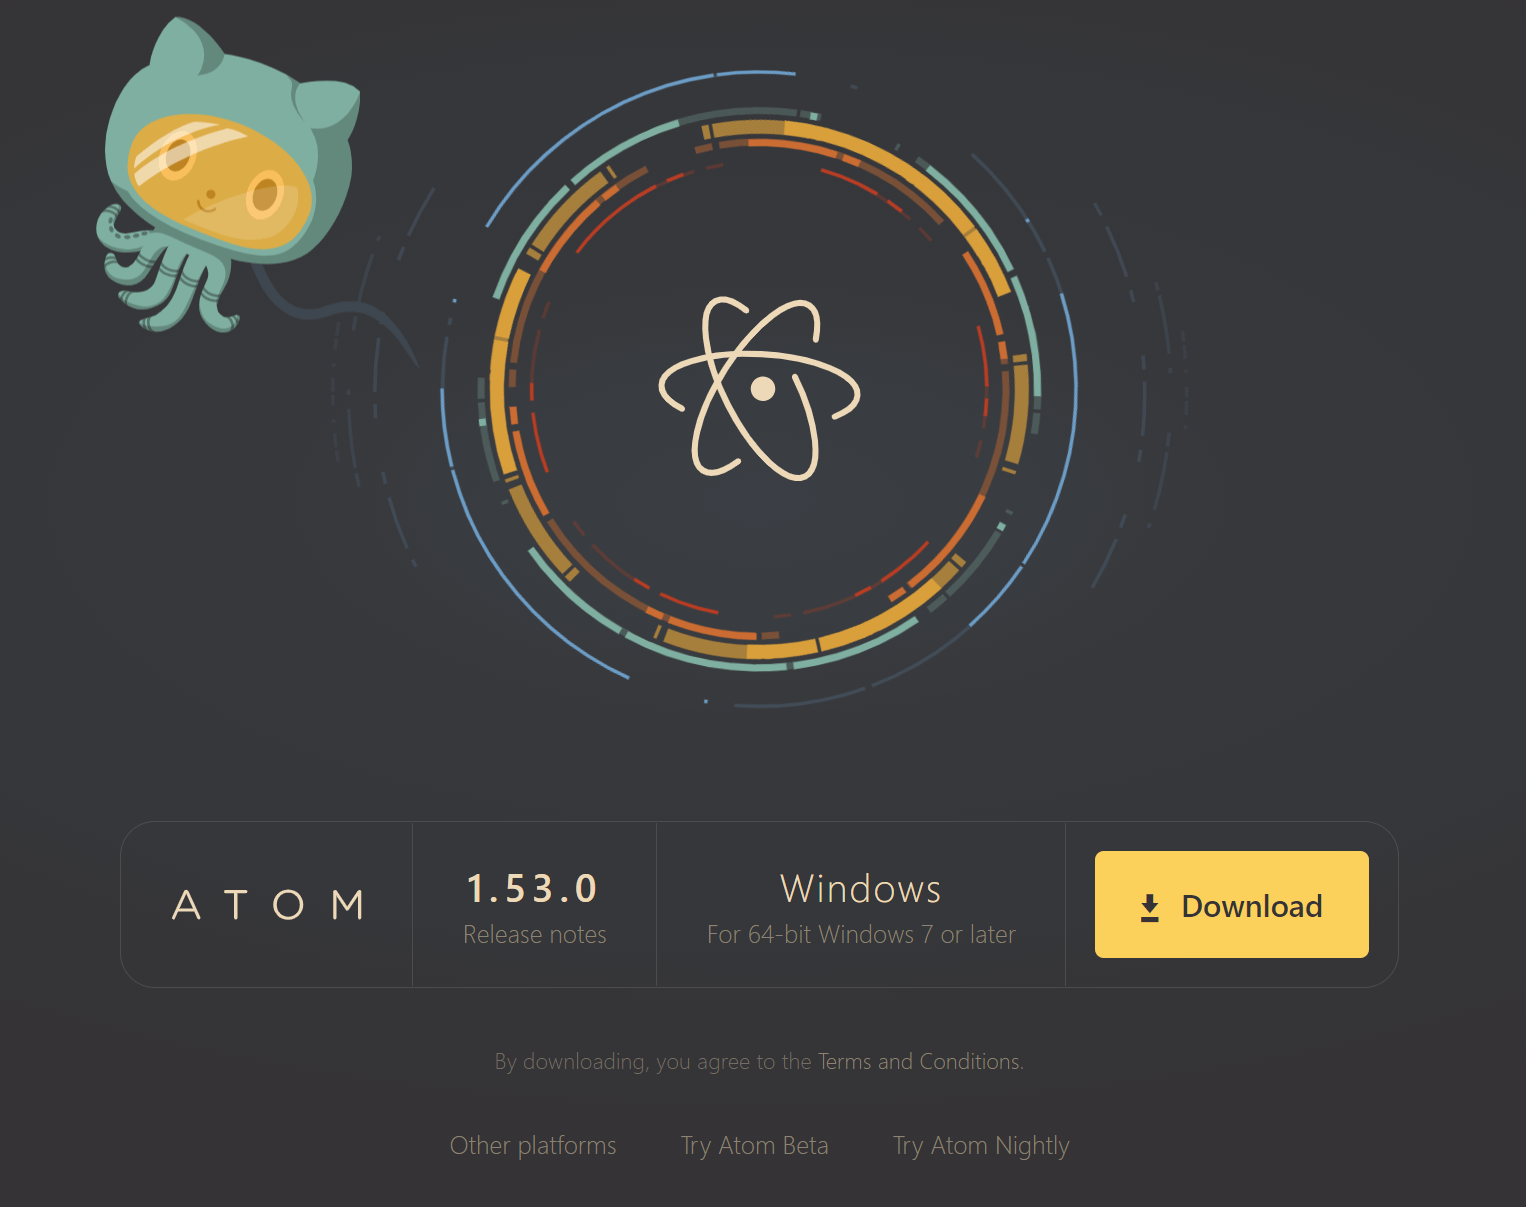 ATOM
1.53.0
Release notes
Windows
For 64-bit Windows 7 or later
Download
By downloading, you agree to the Terms and Conditions.
Other platforms
Try Atom Beta
Try Atom Nightly